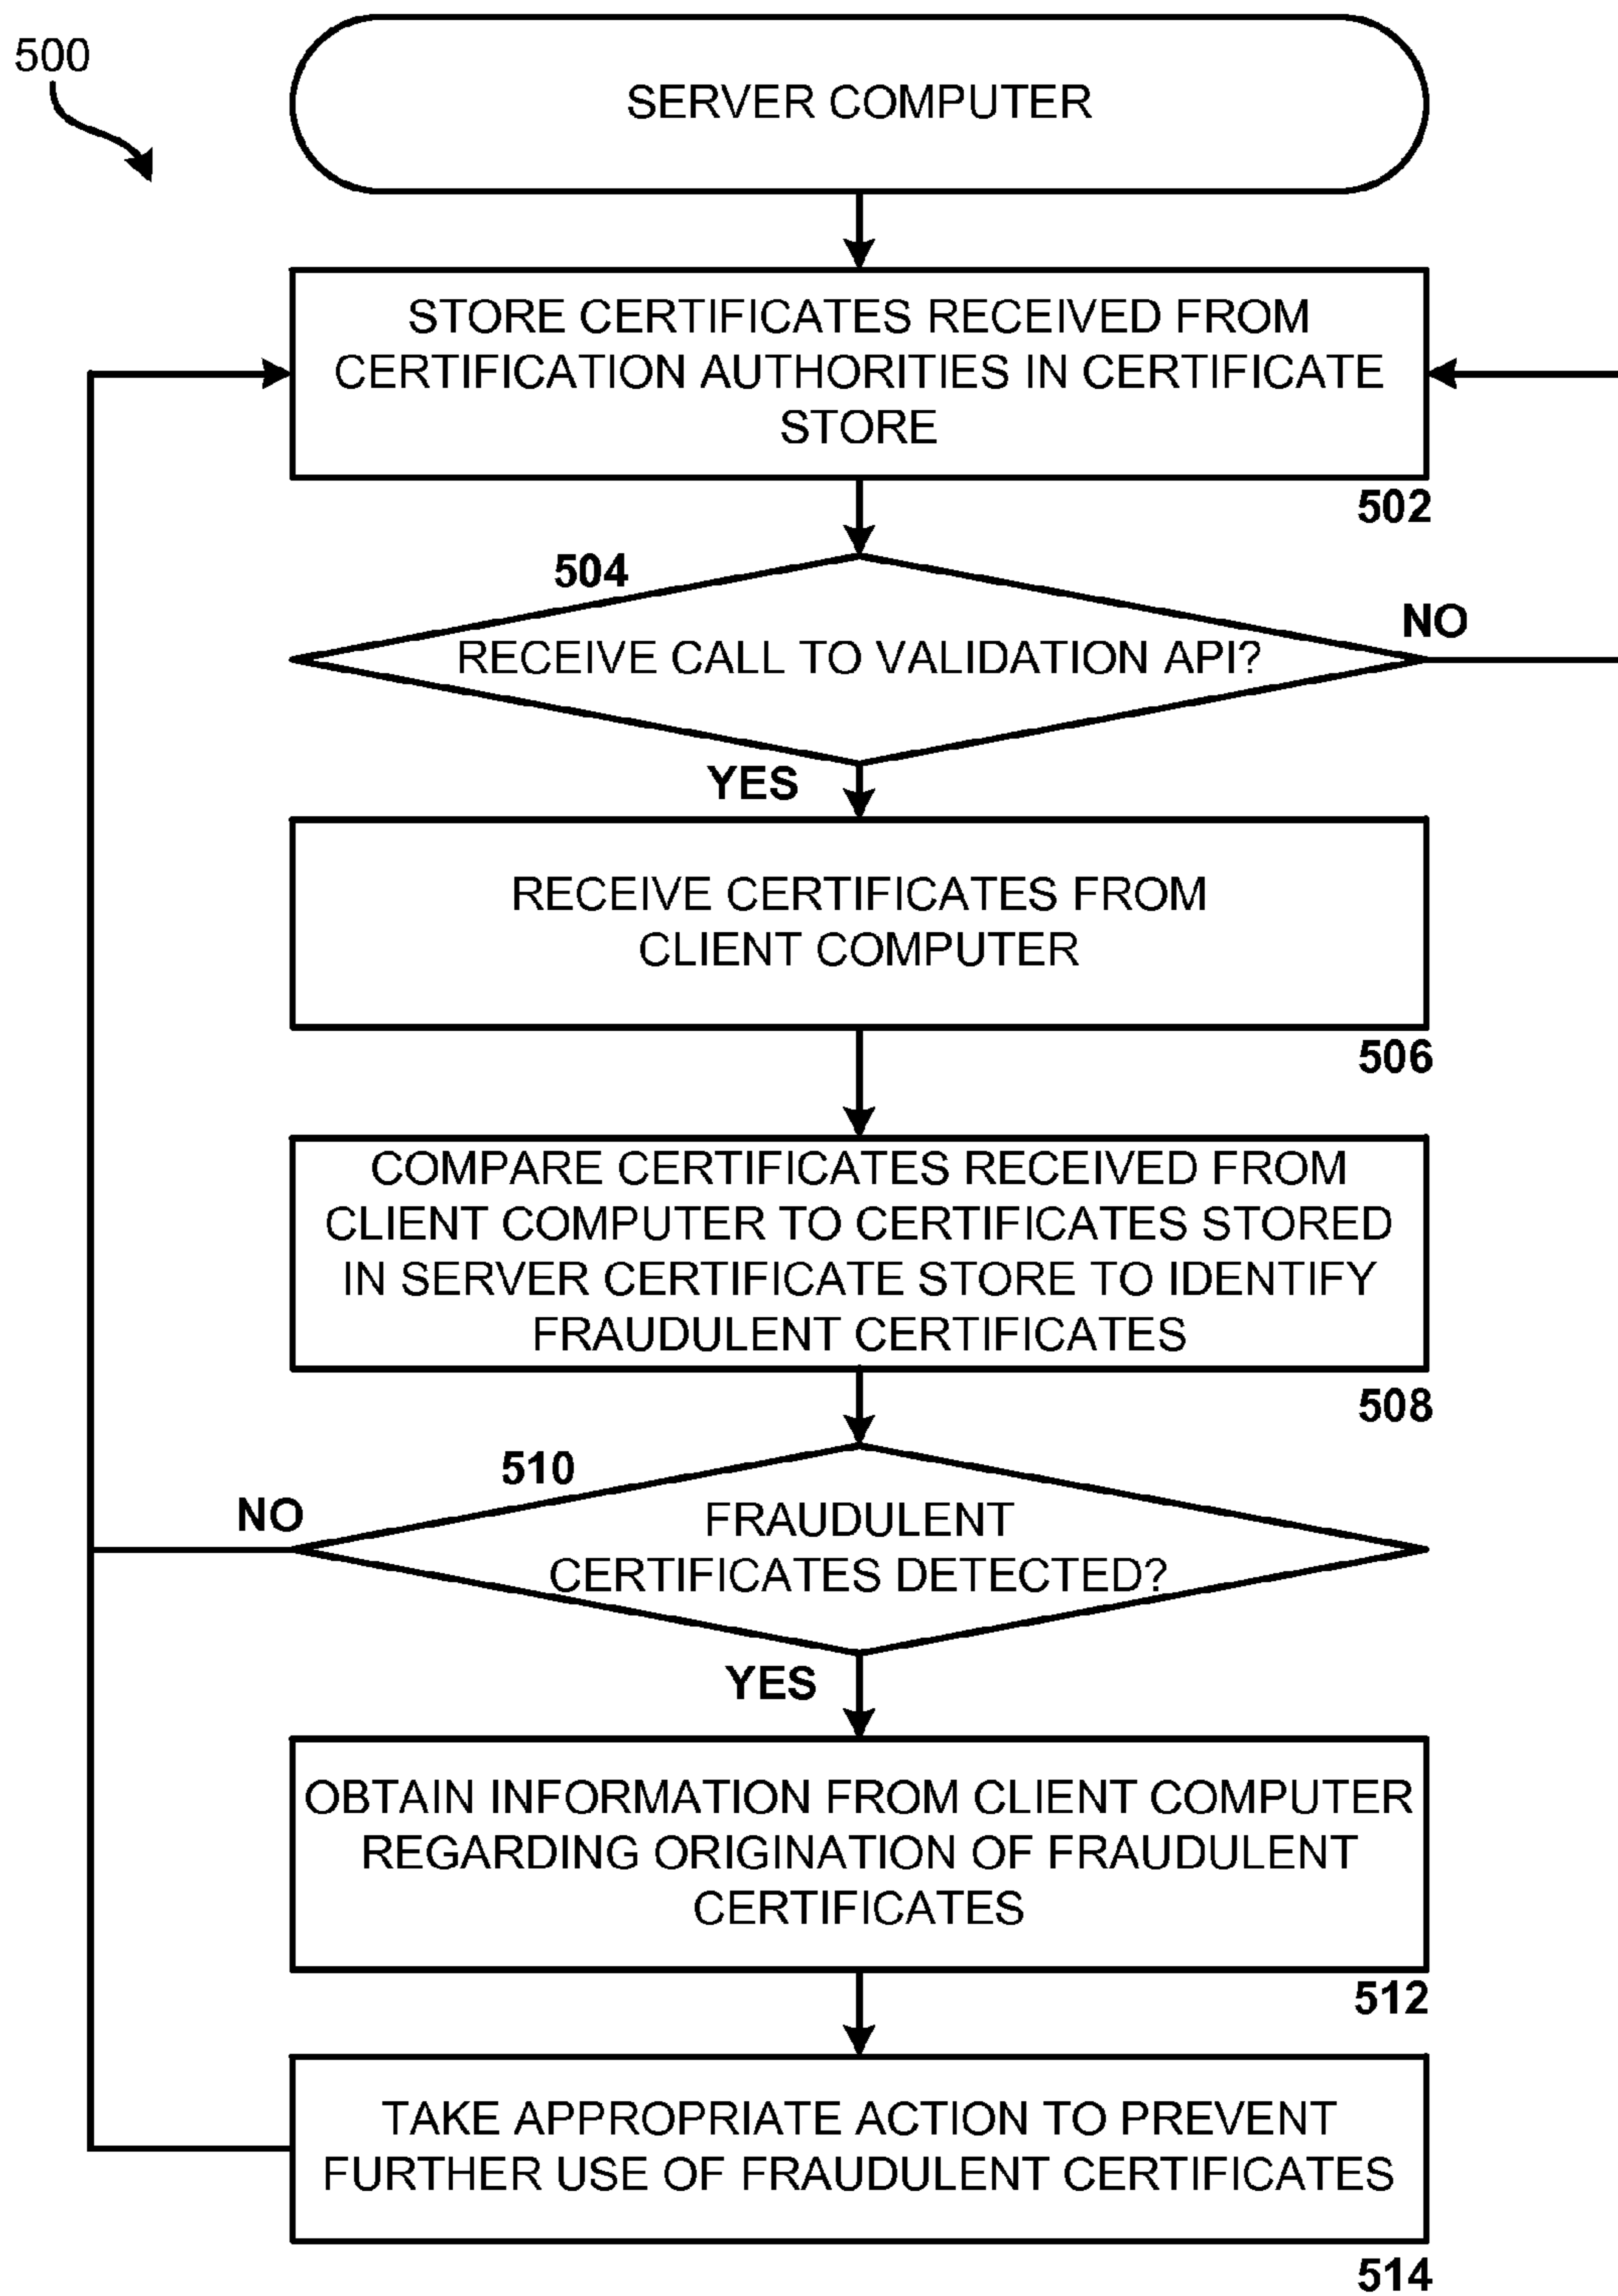 500
SERVER COMPUTER
STORE CERTIFICATES RECEIVED FROM
CERTIFICATION AUTHORITIES IN CERTIFICATE
STORE
502
504
RECEIVE CALL TO VALIDATION API?
NO
YES
RECEIVE CERTIFICATES FROM
CLIENT COMPUTER
506
COMPARE CERTIFICATES RECEIVED FROM
CLIENT COMPUTER TO CERTIFICATES STORED
IN SERVER CERTIFICATE STORE TO IDENTIFY
FRAUDULENT CERTIFICATES
508
510
NO
FRAUDULENT
CERTIFICATES DETECTED?
YES
OBTAIN INFORMATION FROM CLIENT COMPUTER
REGARDING ORIGINATION OF FRAUDULENT
CERTIFICATES
512
TAKE APPROPRIATE ACTION TO PREVENT
FURTHER USE OF FRAUDULENT CERTIFICATES
514